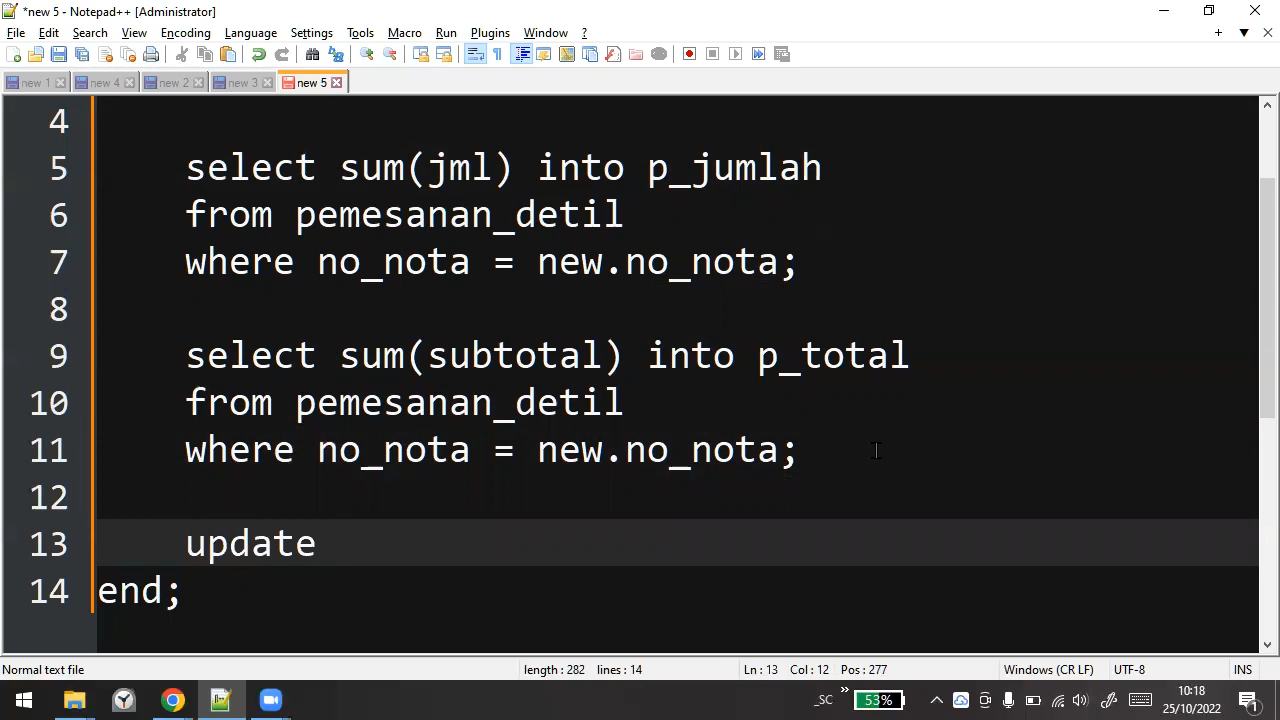 *new 5 - Notepad++ [Administrator]
File Edit Search View Encoding Language Settings Tools Macro Run Plugins Window ?
new 1 new 4 new 2 new 3 new 5
4
5 select sum(jml) into p_jumlah
6 from pemesanan_detil
7 where no_nota = new.no_nota;
8
9 select sum(subtotal) into p_total
10 from pemesanan_detil
11 where no_nota = new.no_nota;
12
13 update
14 end;
Normal text file length : 282 lines : 14 Ln : 13 Col : 12 Pos : 277 Windows (CR LF) UTF-8 INS
_SC 53% 10:18
25/10/2022 1